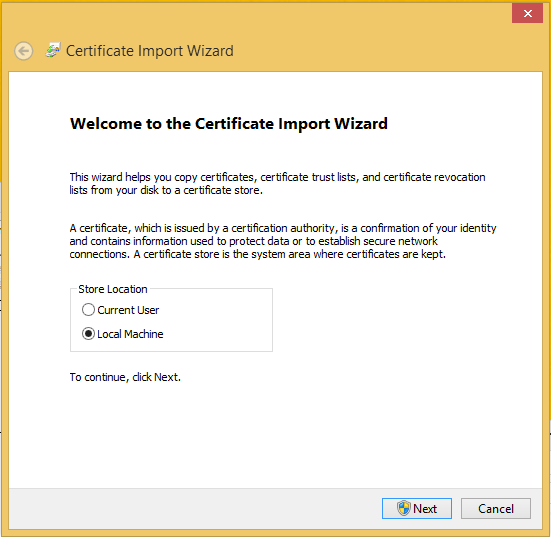 Certificate Import Wizard
Welcome to the Certificate Import Wizard
This wizard helps you copy certificates, certificate trust lists, and certificate revocation
lists from your disk to a certificate store.
A certificate, which is issued by a certification authority, is a confirmation of your identity
and contains information used to protect data or to establish secure network
connections. A certificate store is the system area where certificates are kept.
Store Location
Current User
Local Machine
To continue, click Next.
Next
Cancel